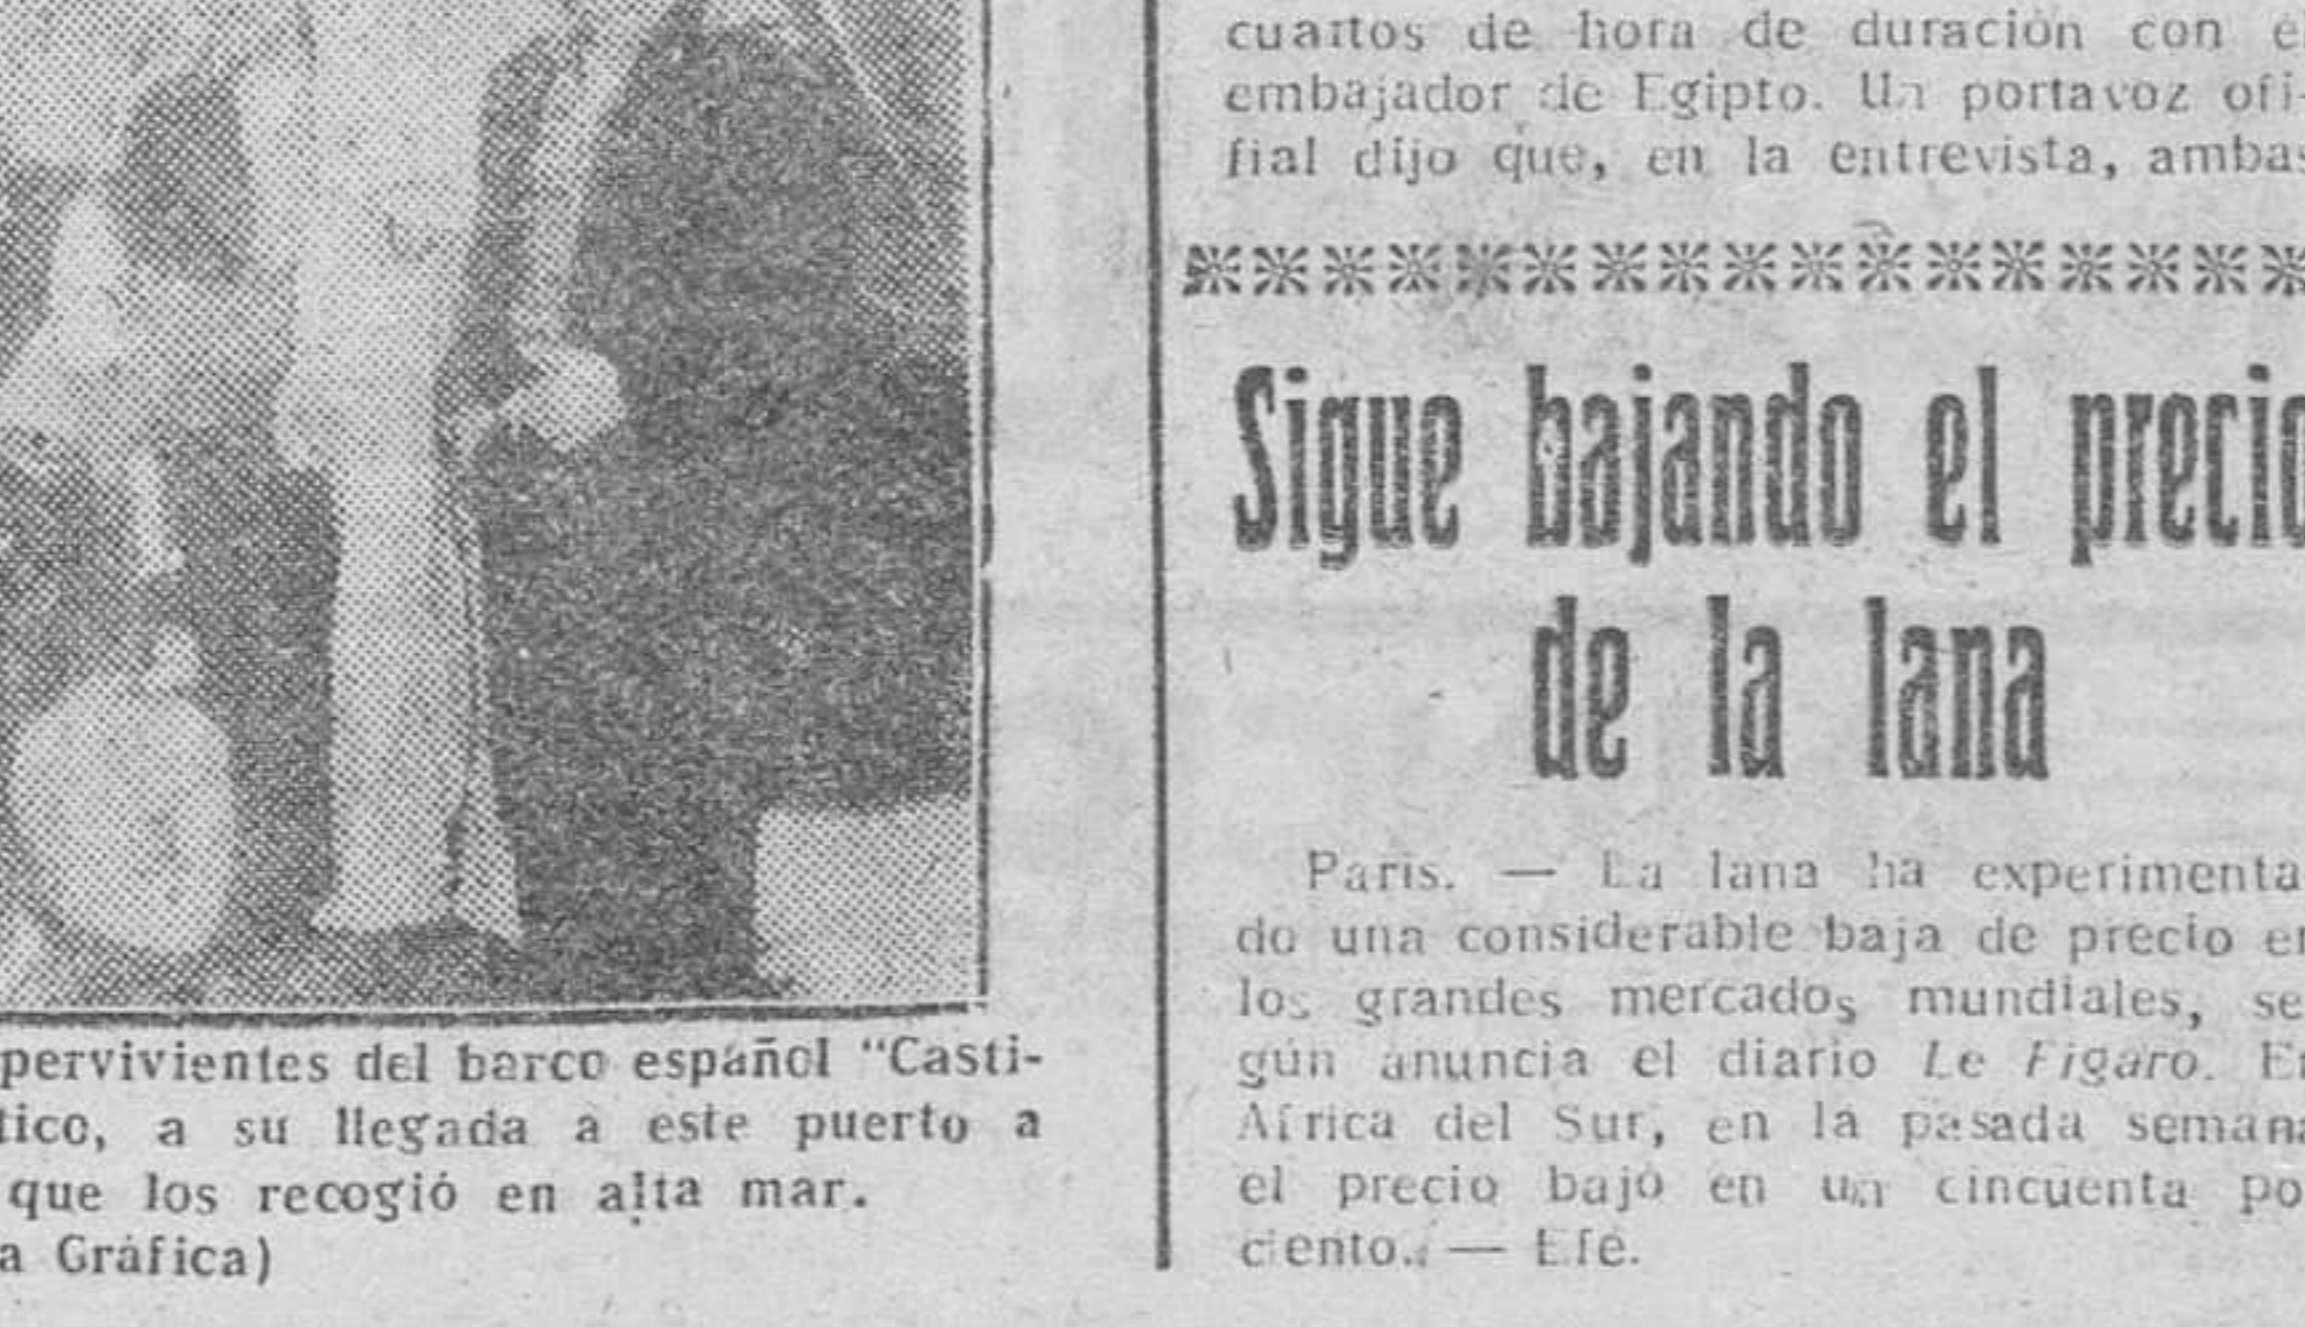 pervivientes del barco español "Casti-
tico, a su llegada a este puerto a
que los recogió en alta mar.
a Gráfica)
cuartos de hora de duración con e
embajador de Egipto. Un portavoz ofi-
fial dijo que, en la entrevista, ambas
Sigue bajando el precio
de la lana
París. — La lana ha experimenta-
do una considerable baja de precio en
los grandes mercados mundiales, se-
gún anuncia el diario Le Figaro. En
Africa del Sur, en la pasada semana
el precio bajó en un cincuenta po
ciento. — Efe.